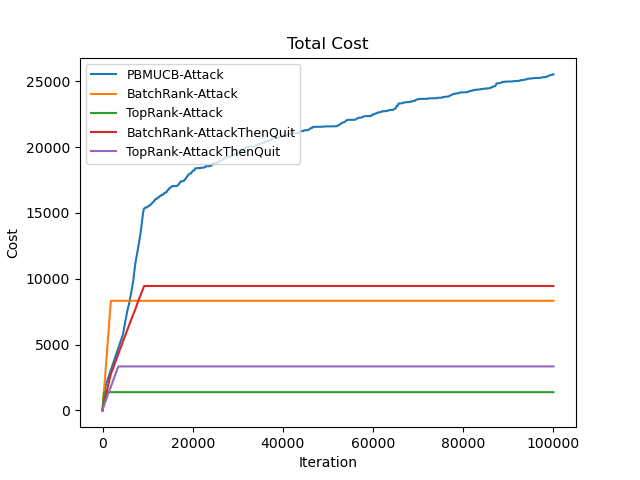 Total Cost
PBMUCB-Attack
BatchRank-Attack
TopRank-Attack
BatchRank-AttackThenQuit
TopRank-AttackThenQuit
25000
20000
15000
10000
5000
0
Cost
0 20000 40000 60000 80000 100000
Iteration